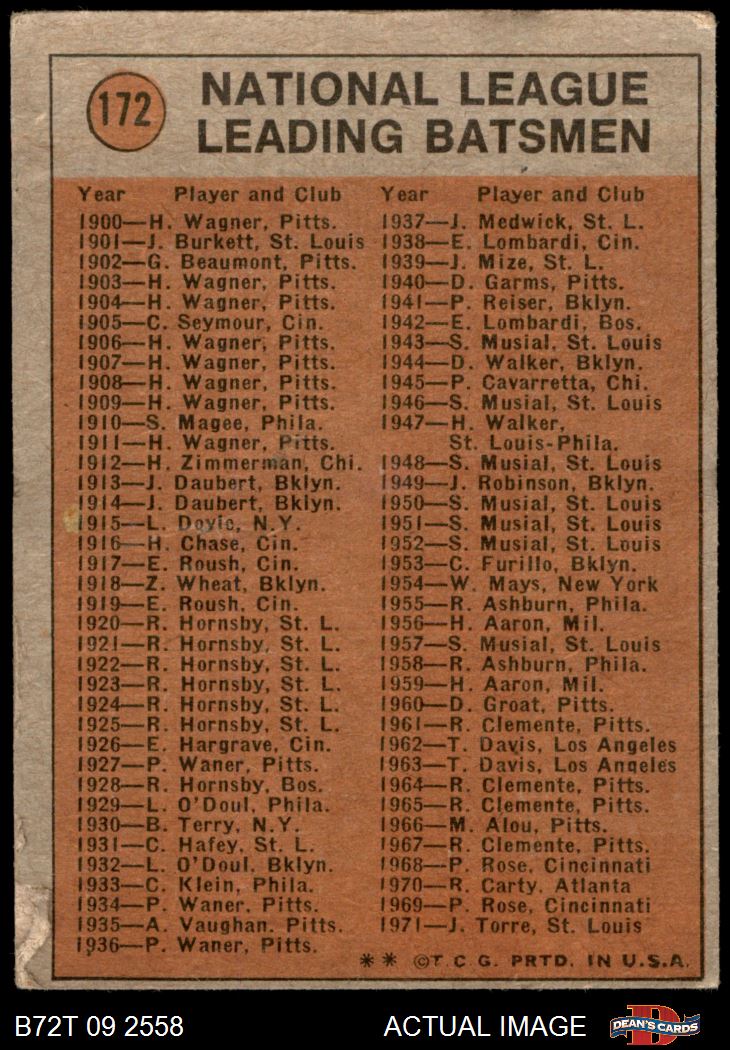 172
NATIONAL LEAGUE
LEADING BATSMEN
Year Player and Club
1900—H. Wagner, Pitts.
1901—J. Burkett, St. Louis
1902—G. Beaumont, Pitts.
1903—H. Wagner, Pitts.
1904—H. Wagner, Pitts.
1905—C. Seymour, Cin.
1906—H. Wagner, Pitts.
1907—H. Wagner, Pitts.
1908—H. Wagner, Pitts.
1909—H. Wagner, Pitts.
1910—S. Magee, Phila.
1911—H. Wagner, Pitts.
1912—H. Zimmerman, Chi.
1913—J. Daubert, Bklyn.
1914—J. Daubert, Bklyn.
1915—L. Doyle, N.Y.
1916—H. Chase, Cin.
1917—E. Roush, Cin.
1918—Z. Wheat, Bklyn.
1919—E. Roush, Cin.
1920—R. Hornsby, St. L.
1921—R. Hornsby, St. L.
1922—R. Hornsby, St. L.
1923—R. Hornsby, St. L.
1924—R. Hornsby, St. L.
1925—R. Hornsby, St. L.
1926—E. Hargrave, Cin.
1927—P. Waner, Pitts.
1928—R. Hornsby, Bos.
1929—L. O'Doul, Phila.
1930—B. Terry, N.Y.
1931—C. Hafey, St. L.
1932—L. O'Doul, Bklyn.
1933—C. Klein, Phila.
1934—P. Waner, Pitts.
1935—A. Vaughan, Pitts.
1936—P. Waner, Pitts.
Year Player and Club
1937—J. Medwick, St. L.
1938—E. Lombardi, Cin.
1939—J. Mize, St. L.
1940—D. Garms, Pitts.
1941—P. Reiser, Bklyn.
1942—E. Lombardi, Bos.
1943—S. Musial, St. Louis
1944—D. Walker, Bklyn.
1945—P. Cavarretta, Chi.
1946—S. Musial, St. Louis
1947—H. Walker,
St. Louis-Phila.
1948—S. Musial, St. Louis
1949—J. Robinson, Bklyn.
1950—S. Musial, St. Louis
1951—S. Musial, St. Louis
1952—S. Musial, St. Louis
1953—C. Furillo, Bklyn.
1954—W. Mays, New York
1955—R. Ashburn, Phila.
1956—H. Aaron, Mil.
1957—S. Musial, St. Louis
1958—R. Ashburn, Phila.
1959—H. Aaron, Mil.
1960—D. Groat, Pitts.
1961—R. Clemente, Pitts.
1962—T. Davis, Los Angeles
1963—T. Davis, Los Angeles
1964—R. Clemente, Pitts.
1965—R. Clemente, Pitts.
1966—M. Alou, Pitts.
1967—R. Clemente, Pitts.
1968—P. Rose, Cincinnati
1970—R. Carty, Atlanta
1969—P. Rose, Cincinnati
1971—J. Torre, St. Louis
** ©T.C.G. PRTD. IN U.S.A.
B72T 09 2558 ACTUAL IMAGE
DEAN'S CARDS